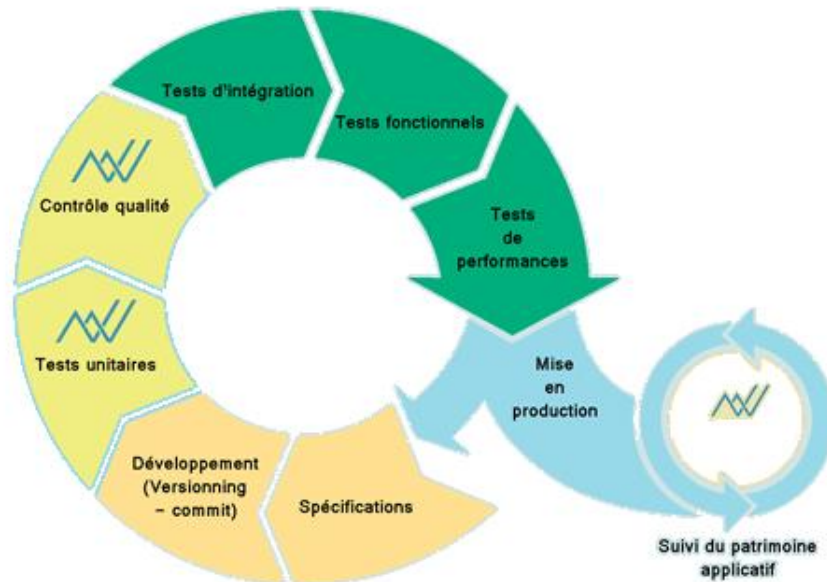 Tests d'intégration
Tests fonctionnels
Contrôle qualité
Tests
de
performances
Tests unitaires
Mise
en
production
Développement
(Versionning
– commit)
Spécifications
Suivi du patrimoine
applicatif